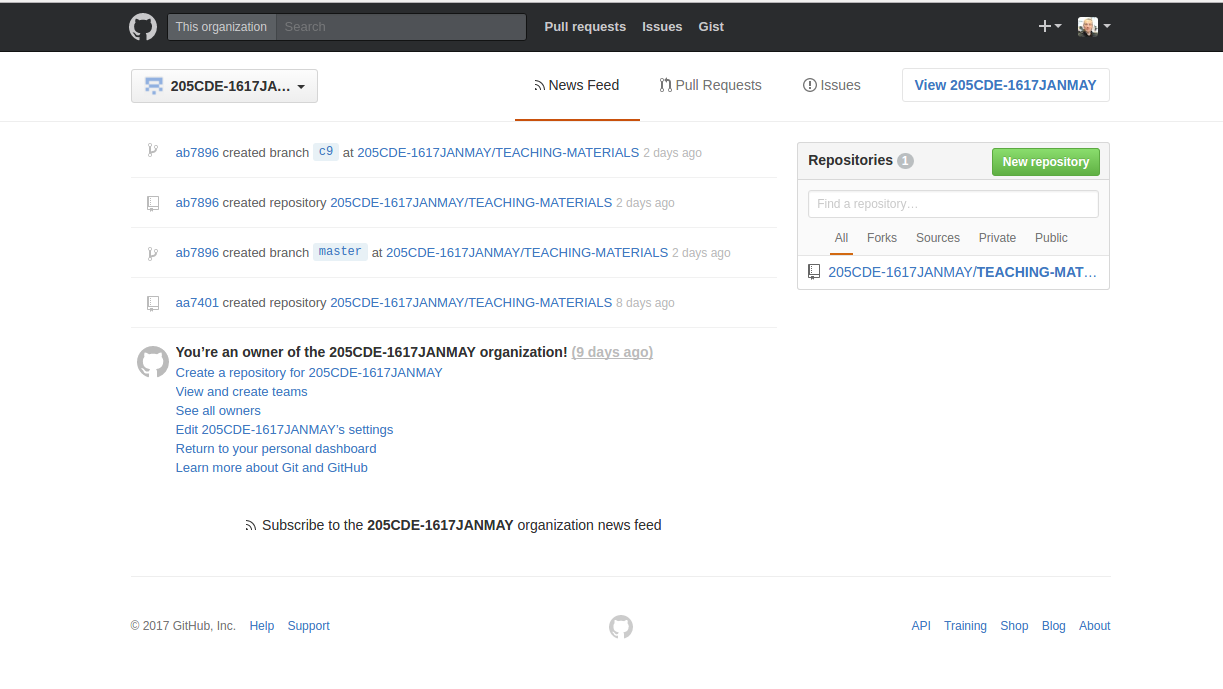 This organization Search Pull requests Issues Gist
205CDE-1617JA... News Feed Pull Requests Issues View 205CDE-1617JANMAY
ab7896 created branch c9 at 205CDE-1617JANMAY/TEACHING-MATERIALS 2 days ago
ab7896 created repository 205CDE-1617JANMAY/TEACHING-MATERIALS 2 days ago
ab7896 created branch master at 205CDE-1617JANMAY/TEACHING-MATERIALS 2 days ago
aa7401 created repository 205CDE-1617JANMAY/TEACHING-MATERIALS 8 days ago
You’re an owner of the 205CDE-1617JANMAY organization! (9 days ago)
Create a repository for 205CDE-1617JANMAY
View and create teams
See all owners
Edit 205CDE-1617JANMAY’s settings
Return to your personal dashboard
Learn more about Git and GitHub
Subscribe to the 205CDE-1617JANMAY organization news feed
Repositories 1 New repository
Find a repository…
All Forks Sources Private Public
205CDE-1617JANMAY/TEACHING-MAT…
© 2017 GitHub, Inc. Help Support API Training Shop Blog About